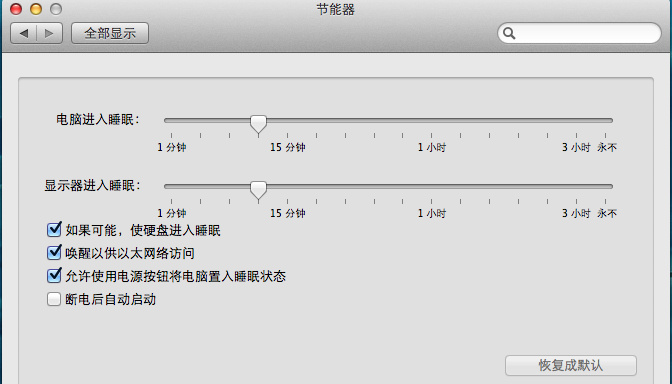 节能器
全部显示
电脑进入睡眠：
1 分钟 15 分钟 1 小时 3 小时 永不
显示器进入睡眠：
1 分钟 15 分钟 1 小时 3 小时 永不
如果可能，使硬盘进入睡眠
唤醒以供以太网络访问
允许使用电源按钮将电脑置入睡眠状态
断电后自动启动
恢复成默认